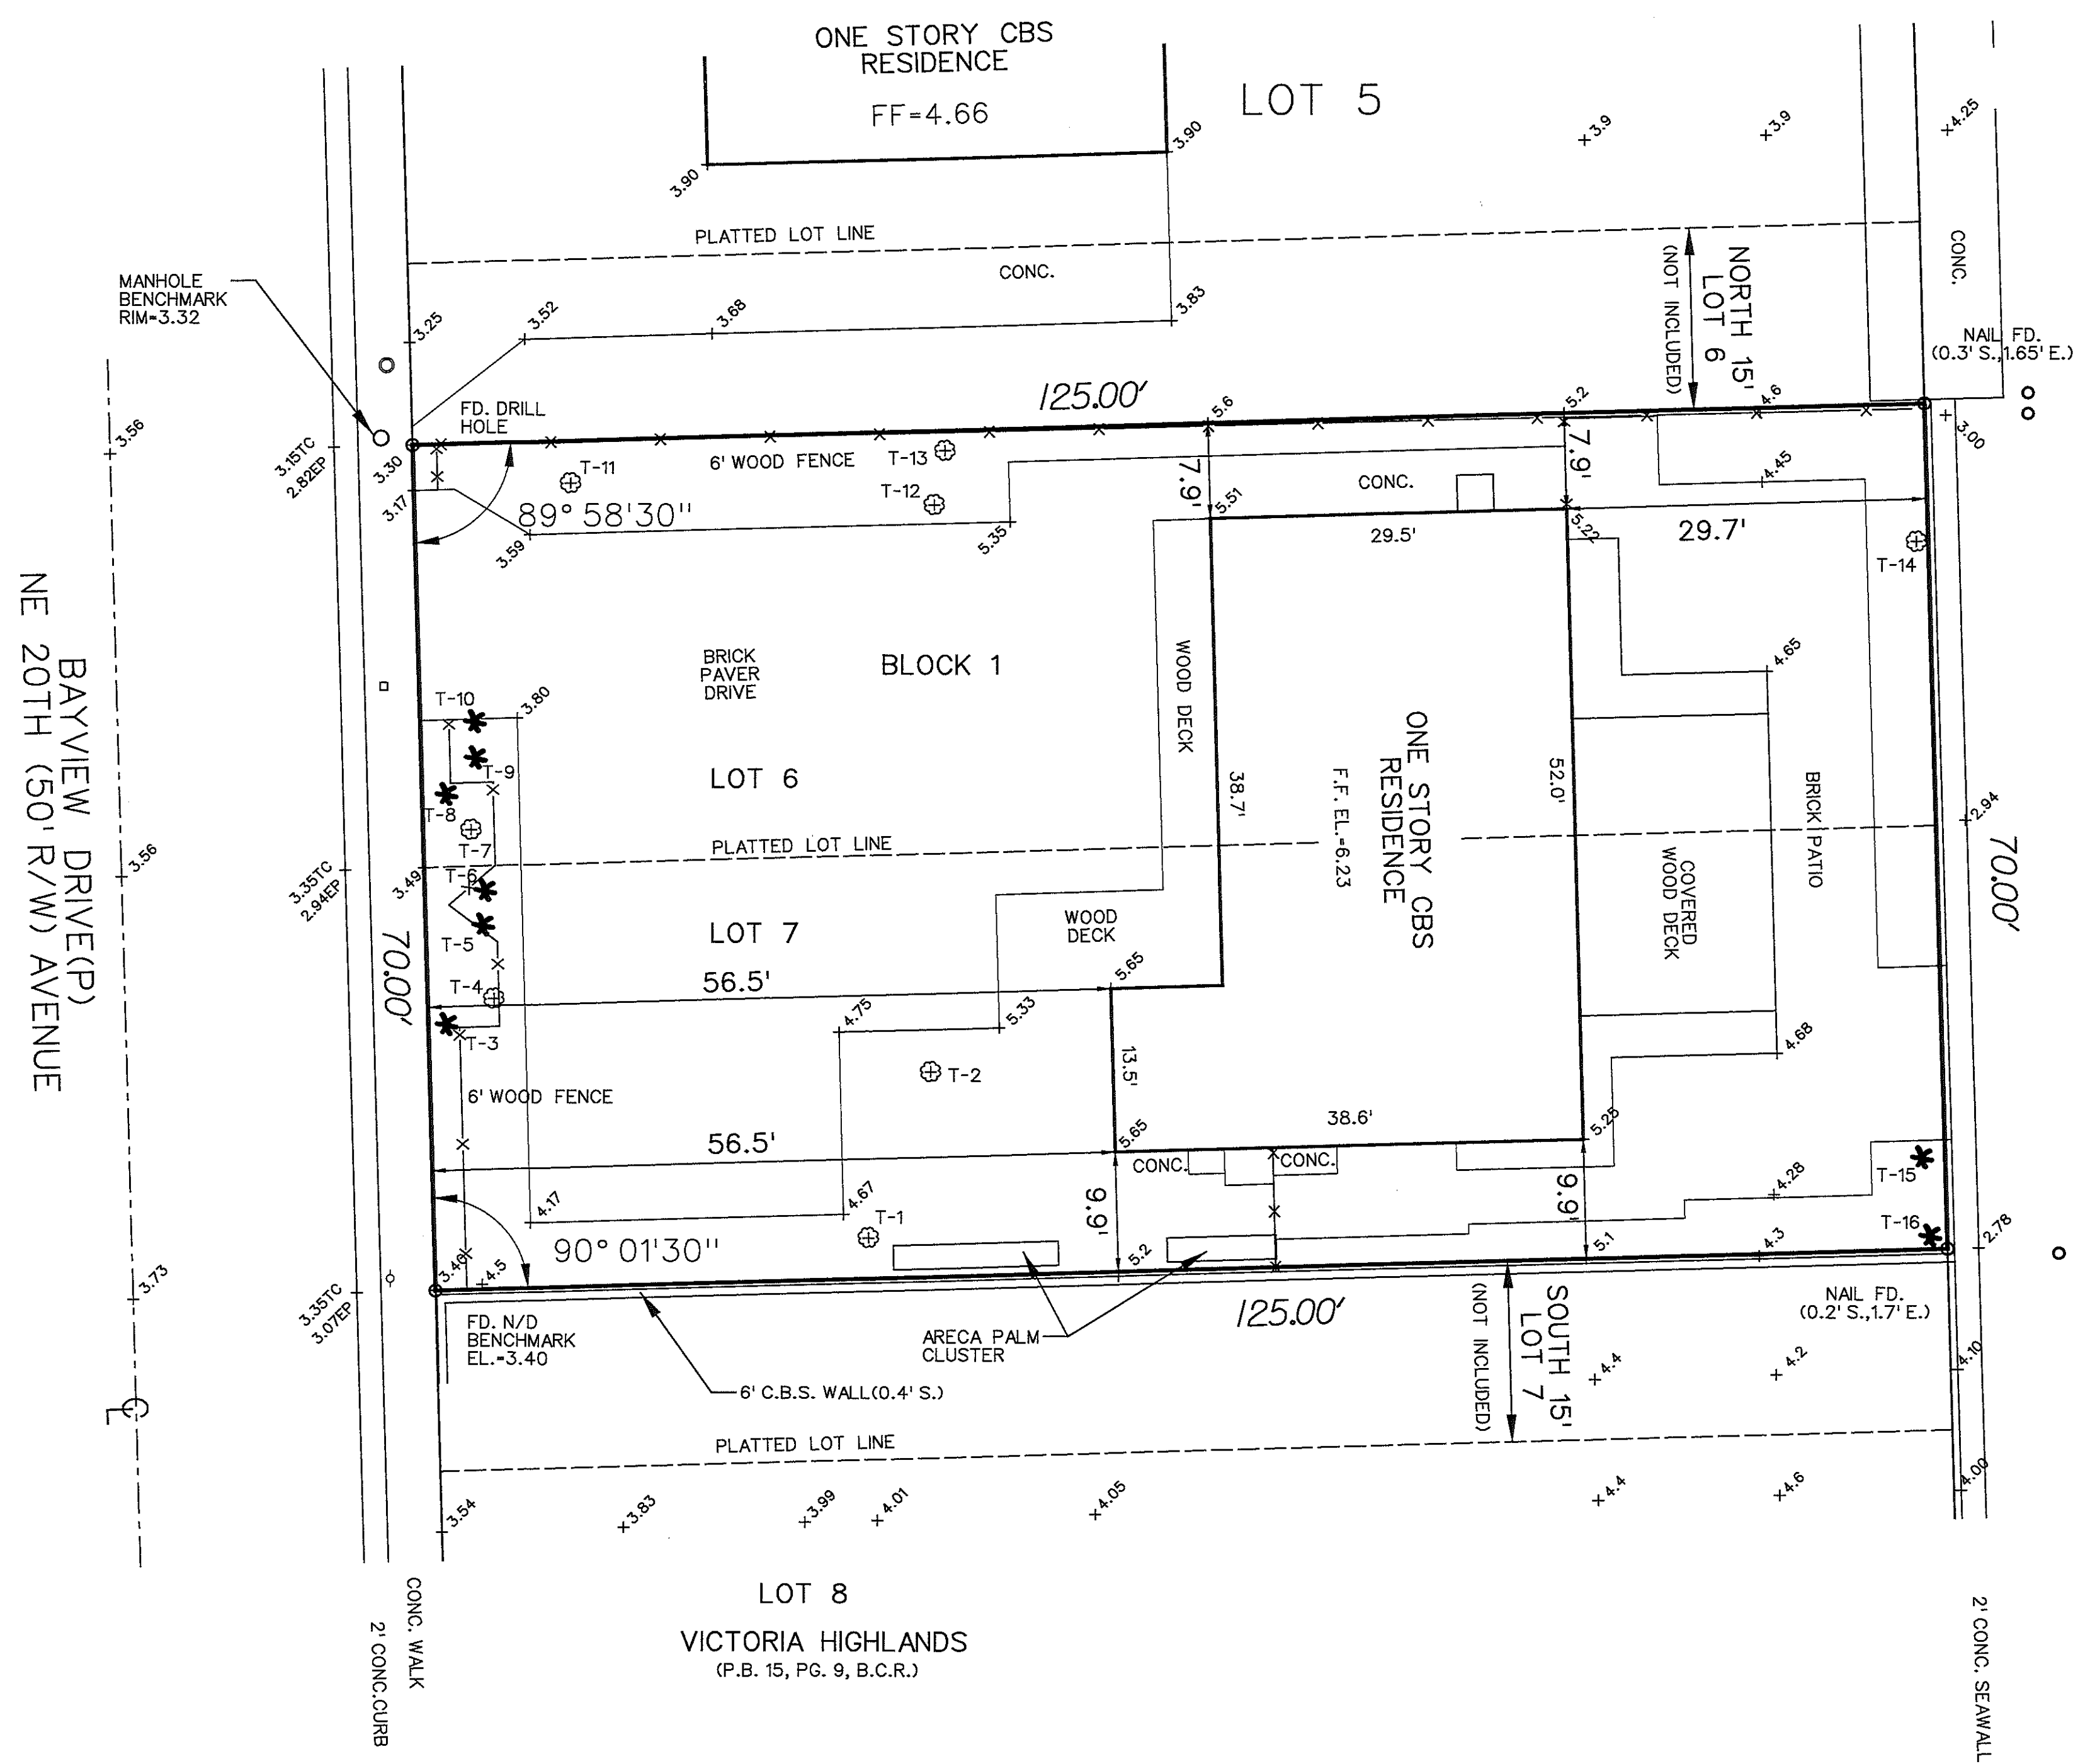 ONE STORY CBS
RESIDENCE
FF=4.66
LOT 5
3.9
3.9
4.25
3.90
3.90
PLATTED LOT LINE
CONC.
NORTH 15'
LOT 6
(NOT INCLUDED)
CONC.
MANHOLE
BENCHMARK
RIM=3.32
3.25
3.52
3.68
3.83
NAIL FD.
(0.3' S.,1.65' E.)
125.00'
FD. DRILL
HOLE
5.6
5.2
4.6
3.00
3.56
3.15TC
2.82EP
3.30
3.17
T-11
6' WOOD FENCE
T-13
T-12
7.9'
7.9'
CONC.
4.45
89° 58'30"
3.59
5.35
5.51
29.5'
5.22
29.7'
T-14
BAYVIEW DRIVE(P)
NE 20TH (50' R/W) AVENUE
BRICK
PAVER
DRIVE
BLOCK 1
WOOD DECK
4.65
T-10
3.80
T-9
T-8
T-7
LOT 6
38.7'
F.F. EL.=6.23
ONE STORY CBS
RESIDENCE
52.0'
BRICK PATIO
2.94
70.00'
3.56
3.35TC
2.94EP
3.49
PLATTED LOT LINE
T-6
T-5
LOT 7
WOOD
DECK
COVERED
WOOD DECK
70.00'
T-4
56.5'
5.65
T-3
4.75
5.33
4.68
T-2
13.5'
6' WOOD FENCE
38.6'
5.25
56.5'
5.65
CONC.
CONC.
T-15
4.28
4.17
4.67
T-1
9.9'
9.9'
T-16
2.78
90° 01'30"
3.73
3.35TC
3.07EP
3.40
4.5
5.2
5.1
4.3
FD. N/D
BENCHMARK
EL.=3.40
ARECA PALM
CLUSTER
125.00'
SOUTH 15'
LOT 7
(NOT INCLUDED)
NAIL FD.
(0.2' S.,1.7' E.)
6' C.B.S. WALL(0.4' S.)
4.4
4.2
4.10
PLATTED LOT LINE
3.54
3.83
3.99
4.01
4.05
4.4
4.6
4.00
CONC. WALK
2' CONC.CURB
LOT 8
VICTORIA HIGHLANDS
(P.B. 15, PG. 9, B.C.R.)
2' CONC. SEAWALL